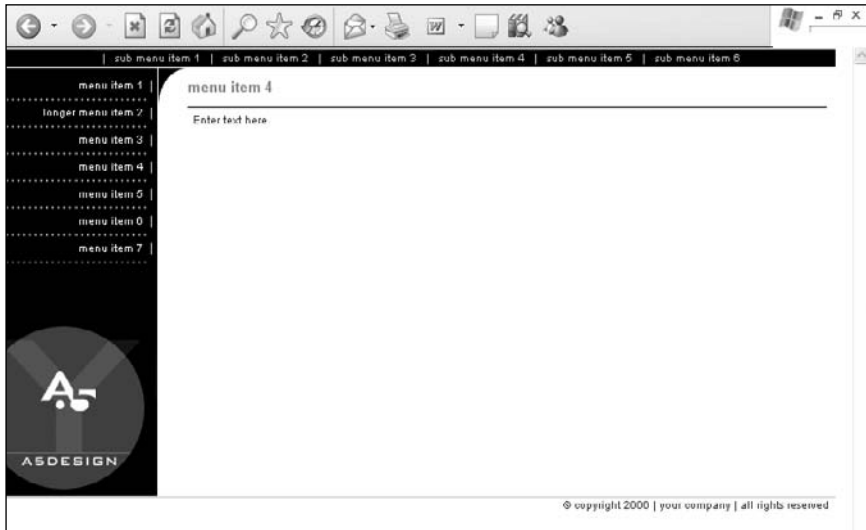 | sub menu item 1 | sub menu item 2 | sub menu item 3 | sub menu item 4 | sub menu item 5 | sub menu item 6
menu item 1 |
longer menu item 2 |
menu item 3 |
menu item 4 |
menu item 5 |
menu item 6 |
menu item 7 |
menu item 4
Enter text here
A5
A5DESIGN
© copyright 2000 | your company | all rights reserved